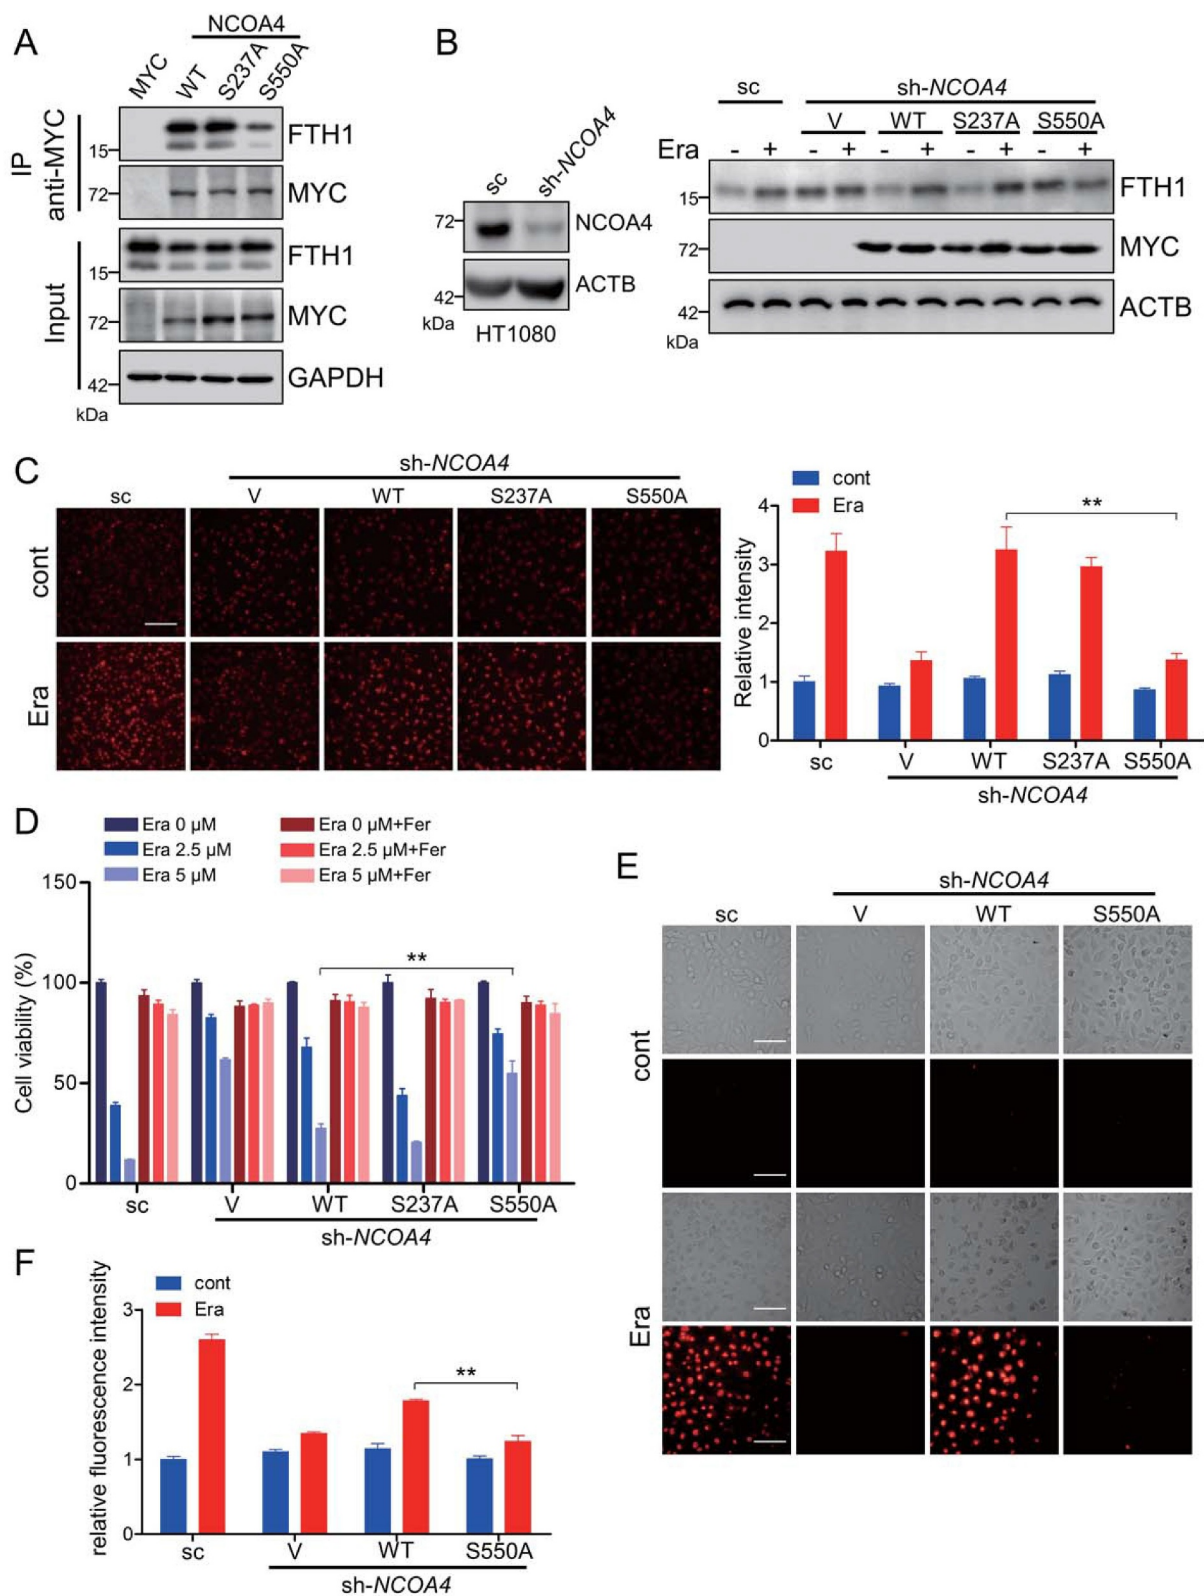 A
NCOA4
MYC WT S237A S550A
IP
anti-MYC
15
FTH1
72
MYC
Input
15
FTH1
72
MYC
42
GAPDH
kDa
B
sc sh-NCOA4
72
NCOA4
42
ACTB
kDa
HT1080
sc sh-NCOA4
V WT S237A S550A
Era - + - + - + - + - +
15
FTH1
72
MYC
42
ACTB
kDa
C
sh-NCOA4
sc V WT S237A S550A
cont
Era
cont
Era
**
Relative intensity
4
3
2
1
0
sc V WT S237A S550A
sh-NCOA4
D
Era 0 μM Era 0 μM+Fer
Era 2.5 μM Era 2.5 μM+Fer
Era 5 μM Era 5 μM+Fer
Cell viability (%)
150
100
50
0
**
sc V WT S237A S550A
sh-NCOA4
E
sh-NCOA4
sc V WT S550A
cont
Era
F
cont
Era
relative fluorescence intensity
3
2
1
0
**
sc V WT S550A
sh-NCOA4